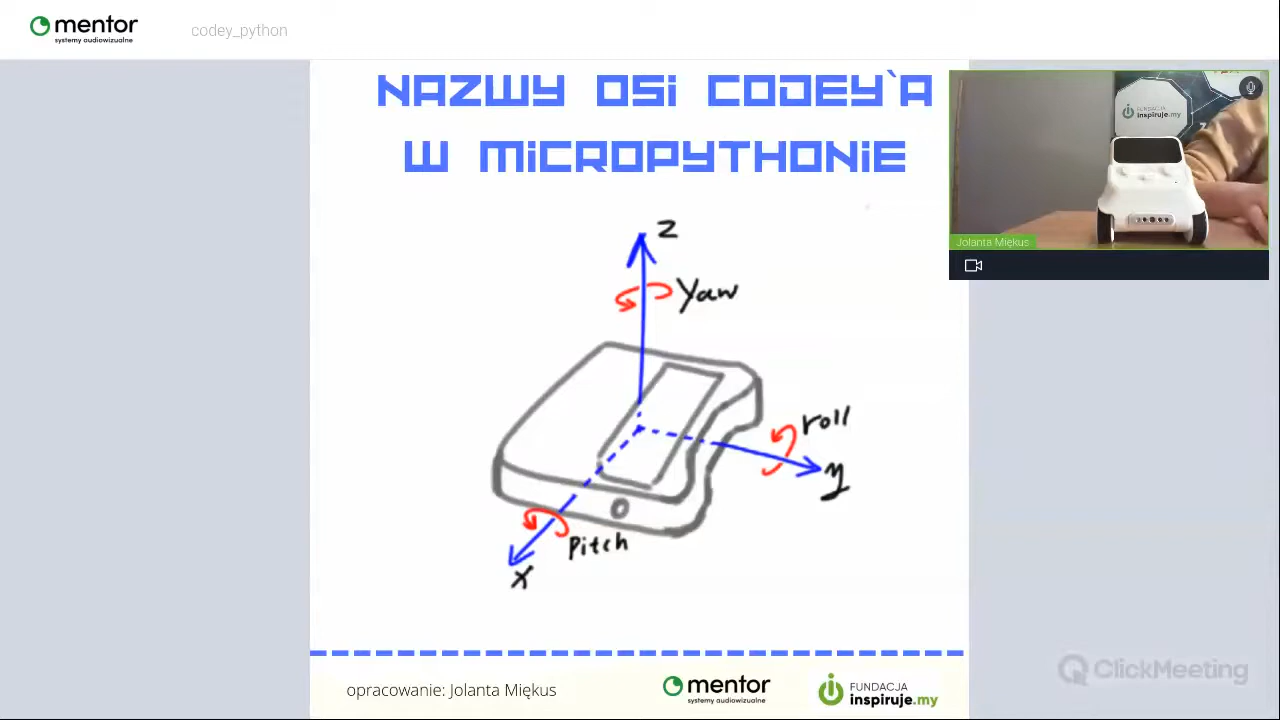 mentor
systemy audiowizualne
codey_python
NAZWY OSI CODEY`A
W MICROPYTHONIE
FUNDACJA
inspiruje.my
Jolanta Miękus
z
Yaw
roll
y
Pitch
x
opracowanie: Jolanta Miękus
mentor
systemy audiowizualne
FUNDACJA
inspiruje.my
ClickMeeting